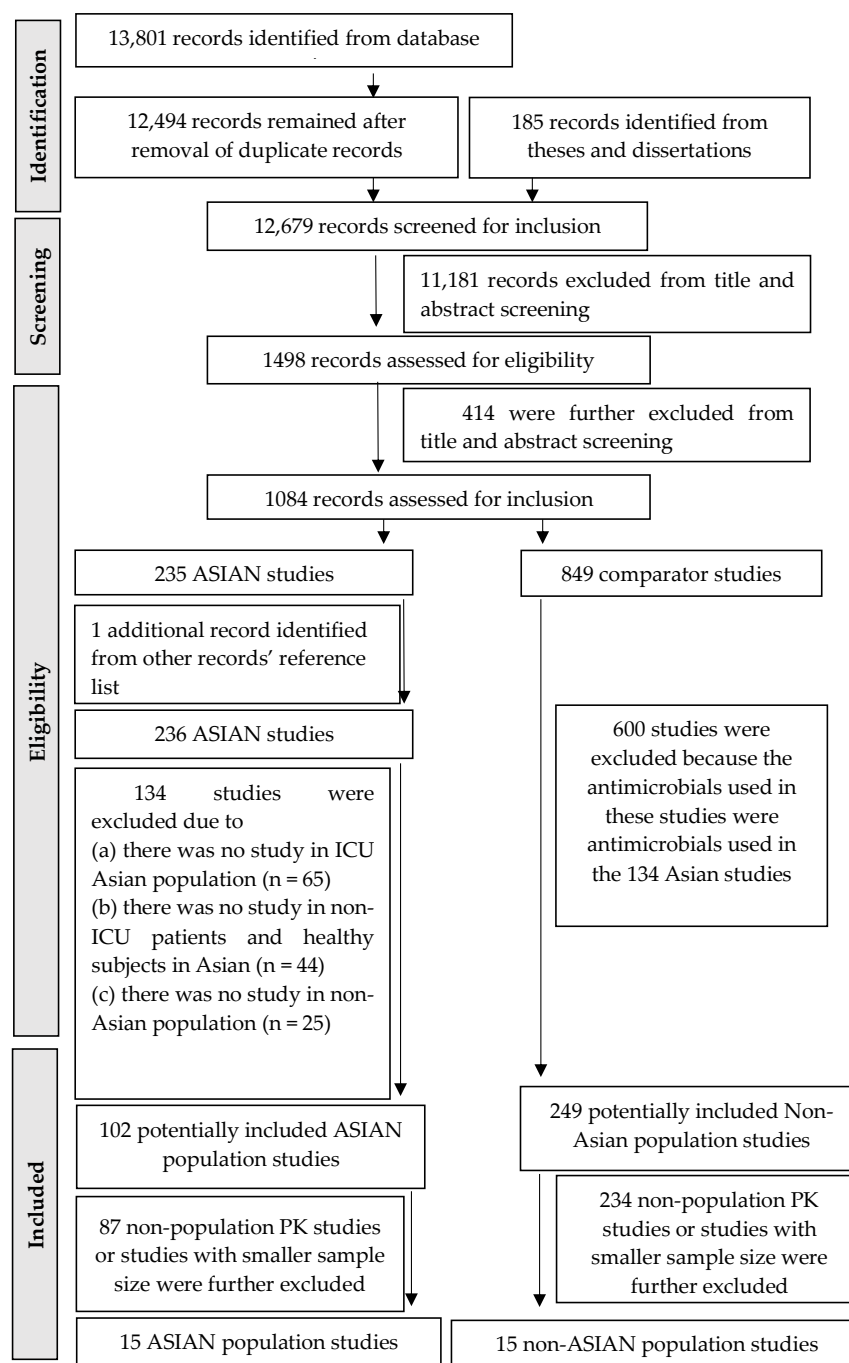 Identification
13,801 records identified from database
.
12,494 records remained after
removal of duplicate records
185 records identified from
theses and dissertations
12,679 records screened for inclusion
Screening
11,181 records excluded from title and
abstract screening
1498 records assessed for eligibility
Eligibility
414 were further excluded from
title and abstract screening
1084 records assessed for inclusion
235 ASIAN studies
849 comparator studies
1 additional record identified
from other records’ reference
list
236 ASIAN studies
600 studies were
excluded because the
antimicrobials used in
these studies were
antimicrobials used in
the 134 Asian studies
134 studies were
excluded due to
(a) there was no study in ICU
Asian population (n = 65)
(b) there was no study in non-
ICU patients and healthy
subjects in Asian (n = 44)
(c) there was no study in non-
Asian population (n = 25)
Included
102 potentially included ASIAN
population studies
249 potentially included Non-
Asian population studies
87 non-population PK studies
or studies with smaller sample
size were further excluded
234 non-population PK
studies or studies with
smaller sample size were
further excluded
15 ASIAN population studies
15 non-ASIAN population studies